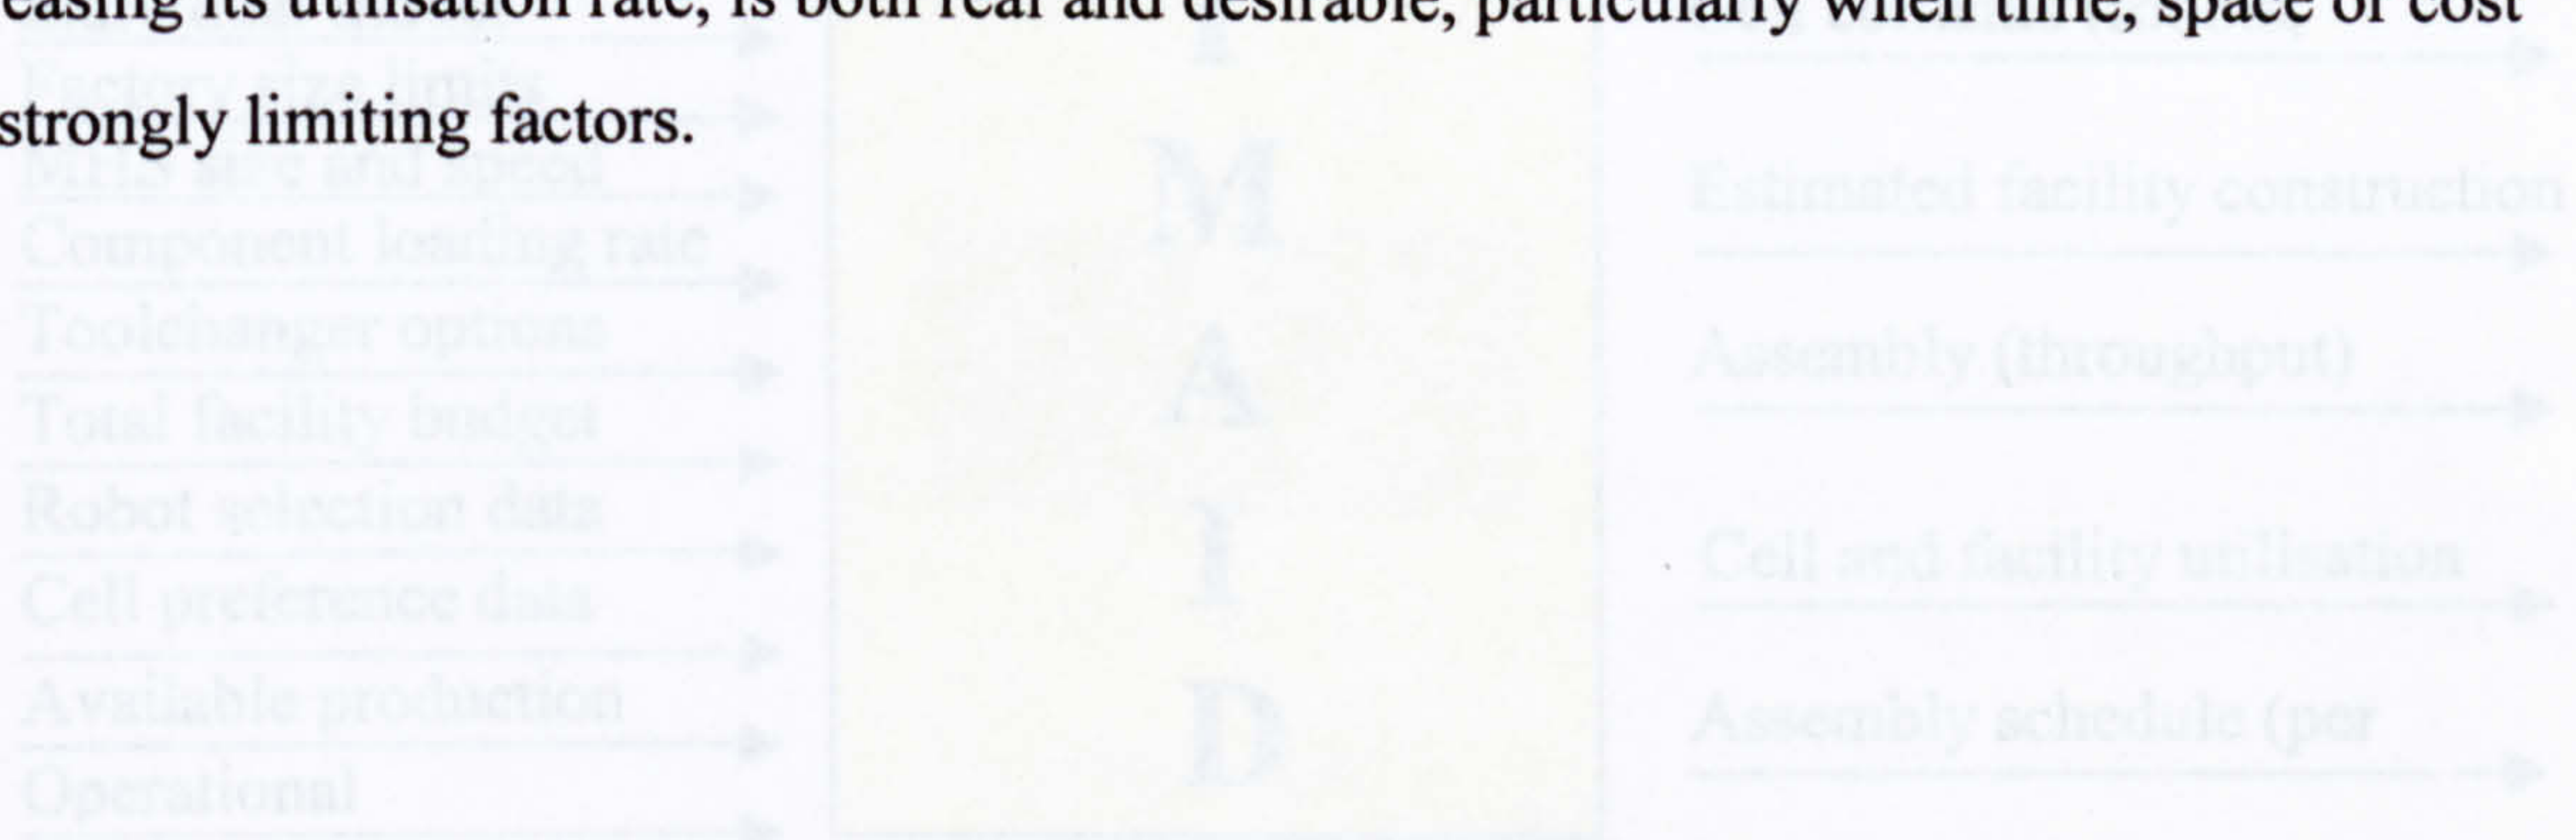 easing its utilisation rate, is both real and desirable, particularly when time, space or cost
strongly limiting factors.
Factory size limits
MHS size and speed
Component loading rate
Toolchanger options
Total facility budget
Robot selection data
Cell preference data
Available production
Operational
M
A
I
D
Estimated facility construction
Assembly (throughput)
Cell and facility utilisation
Assembly schedule (per